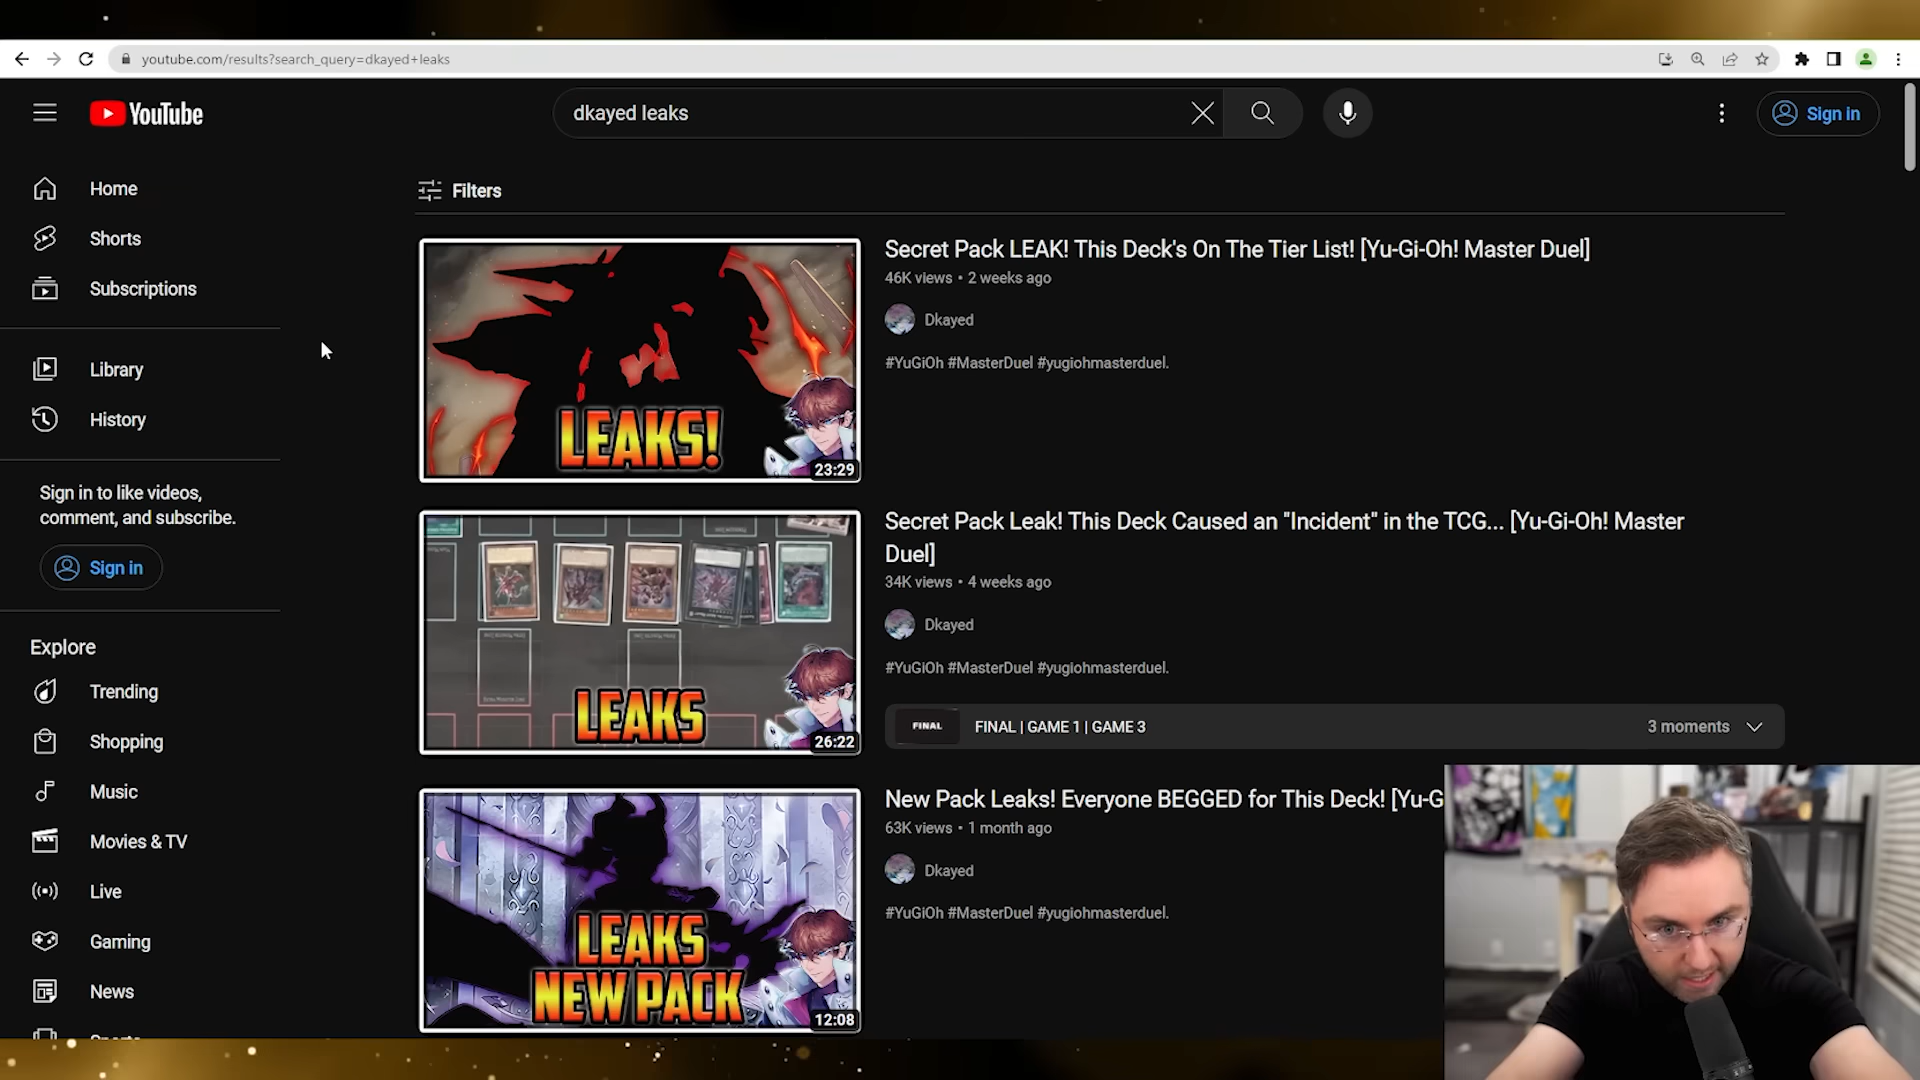 youtube.com/results?search_query=dkayed+leaks
YouTube
dkayed leaks
Sign in
Home
Shorts
Subscriptions
Library
History
Sign in to like videos,
comment, and subscribe.
Sign in
Explore
Trending
Shopping
Music
Movies & TV
Live
Gaming
News
Filters
LEAKS!
23:29
Secret Pack LEAK! This Deck's On The Tier List! [Yu-Gi-Oh! Master Duel]
46K views • 2 weeks ago
Dkayed
#YuGiOh #MasterDuel #yugiohmasterduel.
LEAKS
26:22
Secret Pack Leak! This Deck Caused an "Incident" in the TCG... [Yu-Gi-Oh! Master
Duel]
34K views • 4 weeks ago
Dkayed
#YuGiOh #MasterDuel #yugiohmasterduel.
FINAL
FINAL | GAME 1 | GAME 3
3 moments
LEAKS
NEW PACK
12:08
New Pack Leaks! Everyone BEGGED for This Deck! [Yu-G
63K views • 1 month ago
Dkayed
#YuGiOh #MasterDuel #yugiohmasterduel.